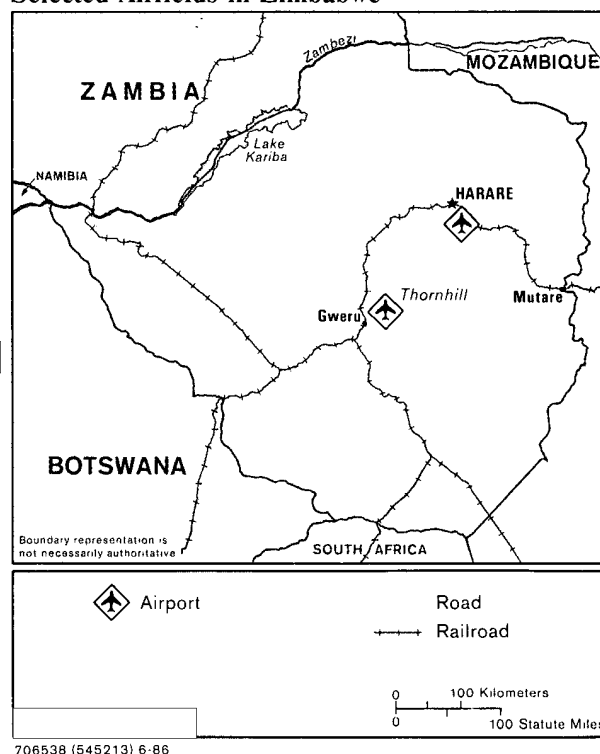 Selected Airfields in Zimbabwe
Zambezi
MOZAMBIQUE
ZAMBIA
Lake
Kariba
NAMIBIA
HARARE
Thornhill
Mutare
Gweru
BOTSWANA
Boundary representation is
not necessarily authoritative
SOUTH AFRICA
Airport
Road
Railroad
0 100 Kilometers
0 100 Statute Miles
706538 (545213) 6-86